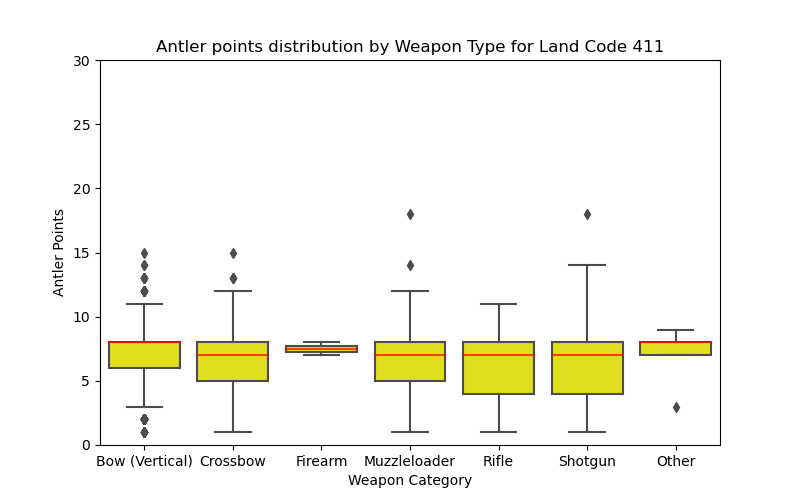 Antler points distribution by Weapon Type for Land Code 411
30
25
20
15
10
5
0
Antler Points
Bow (Vertical) Crossbow Firearm Muzzleloader Rifle Shotgun Other
Weapon Category